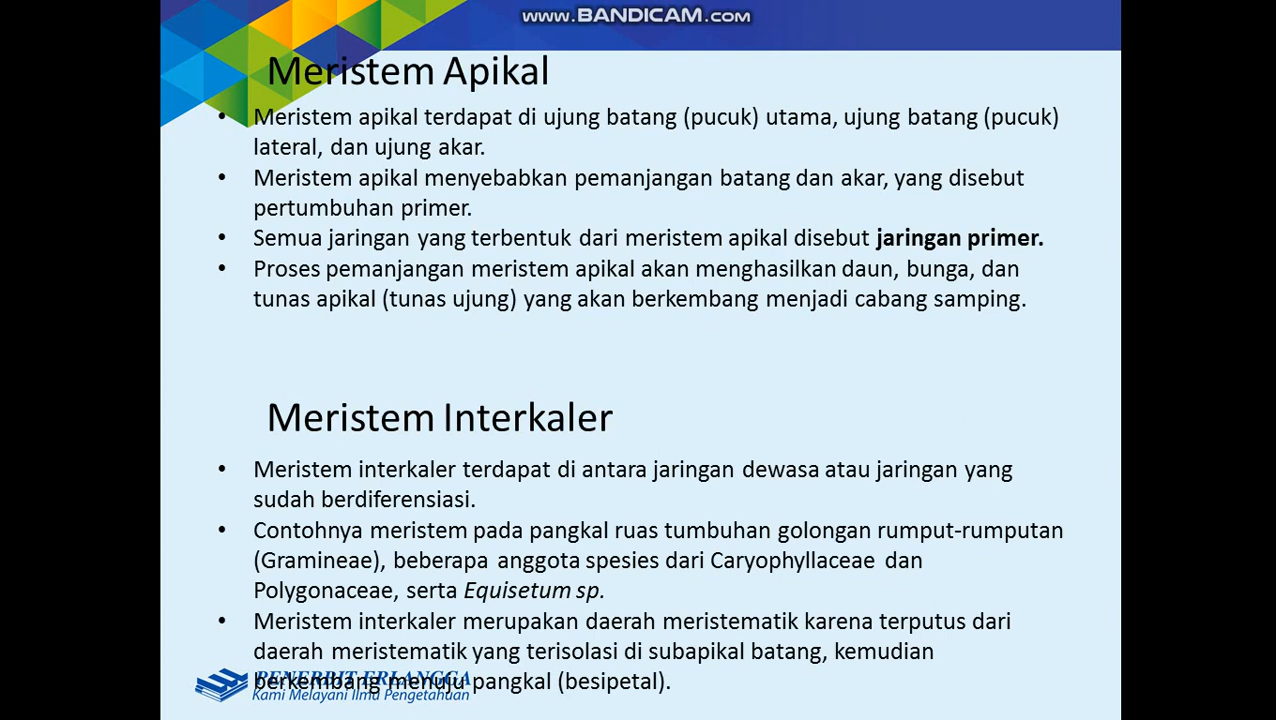 www.BANDICAM.com
Meristem Apikal
• Meristem apikal terdapat di ujung batang (pucuk) utama, ujung batang (pucuk)
lateral, dan ujung akar.
• Meristem apikal menyebabkan pemanjangan batang dan akar, yang disebut
pertumbuhan primer.
• Semua jaringan yang terbentuk dari meristem apikal disebut jaringan primer.
• Proses pemanjangan meristem apikal akan menghasilkan daun, bunga, dan
tunas apikal (tunas ujung) yang akan berkembang menjadi cabang samping.
Meristem Interkaler
• Meristem interkaler terdapat di antara jaringan dewasa atau jaringan yang
sudah berdiferensiasi.
• Contohnya meristem pada pangkal ruas tumbuhan golongan rumput-rumputan
(Gramineae), beberapa anggota spesies dari Caryophyllaceae dan
Polygonaceae, serta Equisetum sp.
• Meristem interkaler merupakan daerah meristematik karena terputus dari
daerah meristematik yang terisolasi di subapikal batang, kemudian
berkembang menuju pangkal (besipetal).
PENERBIT ERLANGGA
Kami Melayani Ilmu Pengetahuan